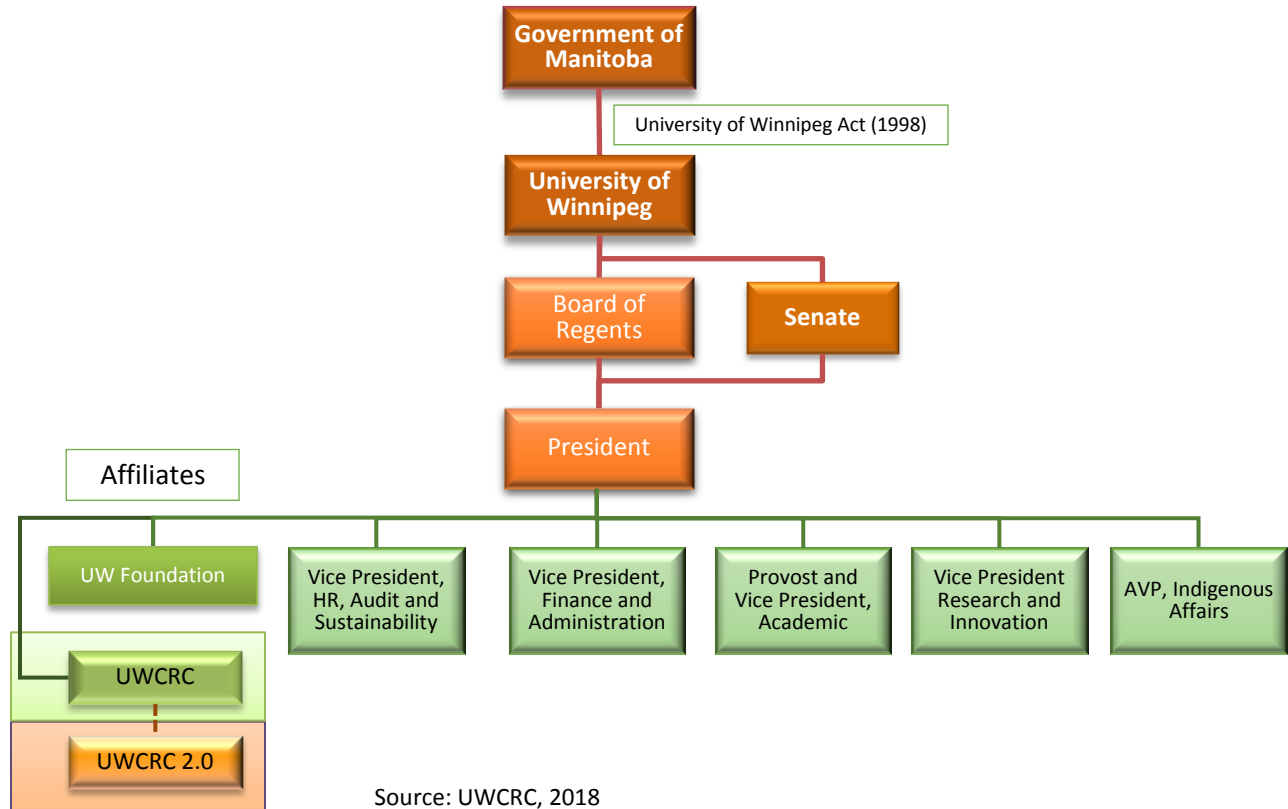 Government of
Manitoba
University of Winnipeg Act (1998)
University of
Winnipeg
Board of
Regents
Senate
President
Affiliates
UW Foundation
Vice President,
HR, Audit and
Sustainability
Vice President,
Finance and
Administration
Provost and
Vice President,
Academic
Vice President
Research and
Innovation
AVP, Indigenous
Affairs
UWCRC
UWCRC 2.0
Source: UWCRC, 2018